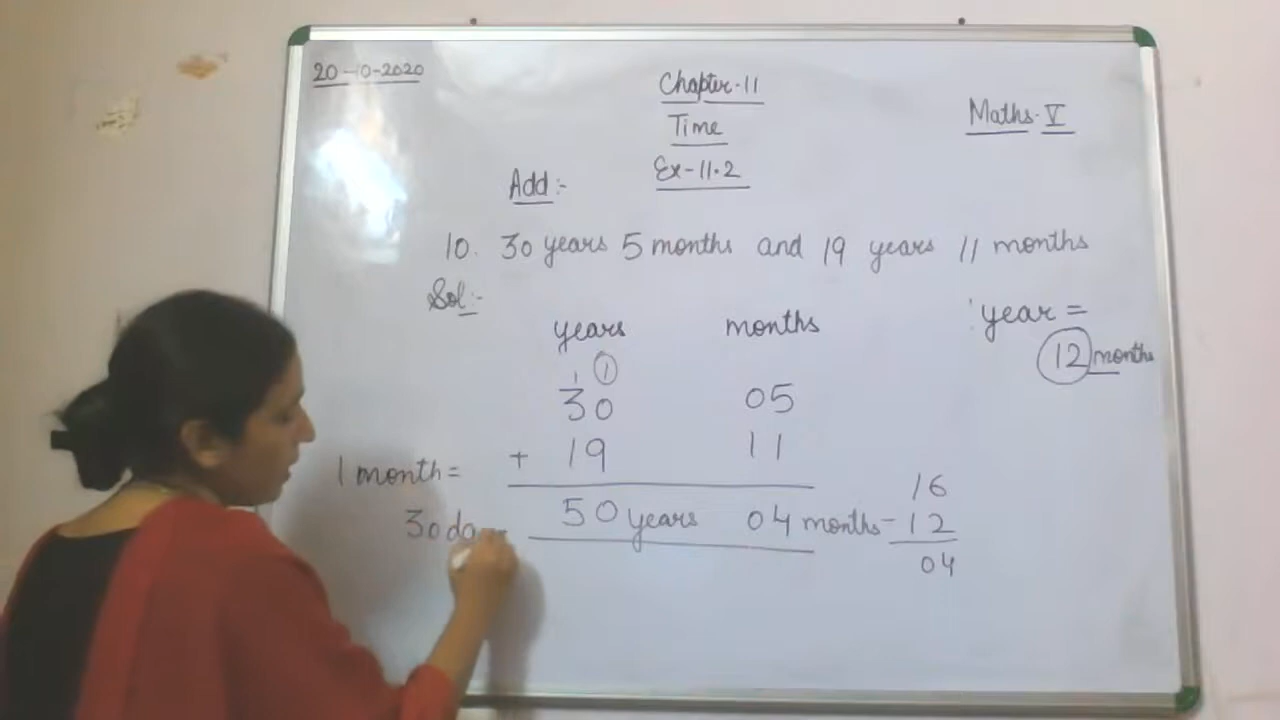 20-10-2020
Chapter-11
Maths-V
Time
Ex-11.2
Add:-
10. 30 years 5 months and 19 years 11 months
Sol:-
year =
12 months
years months
1 1
30 05
+ 19 11
50 years 04 months
16
- 12
04
1 month =
30 da